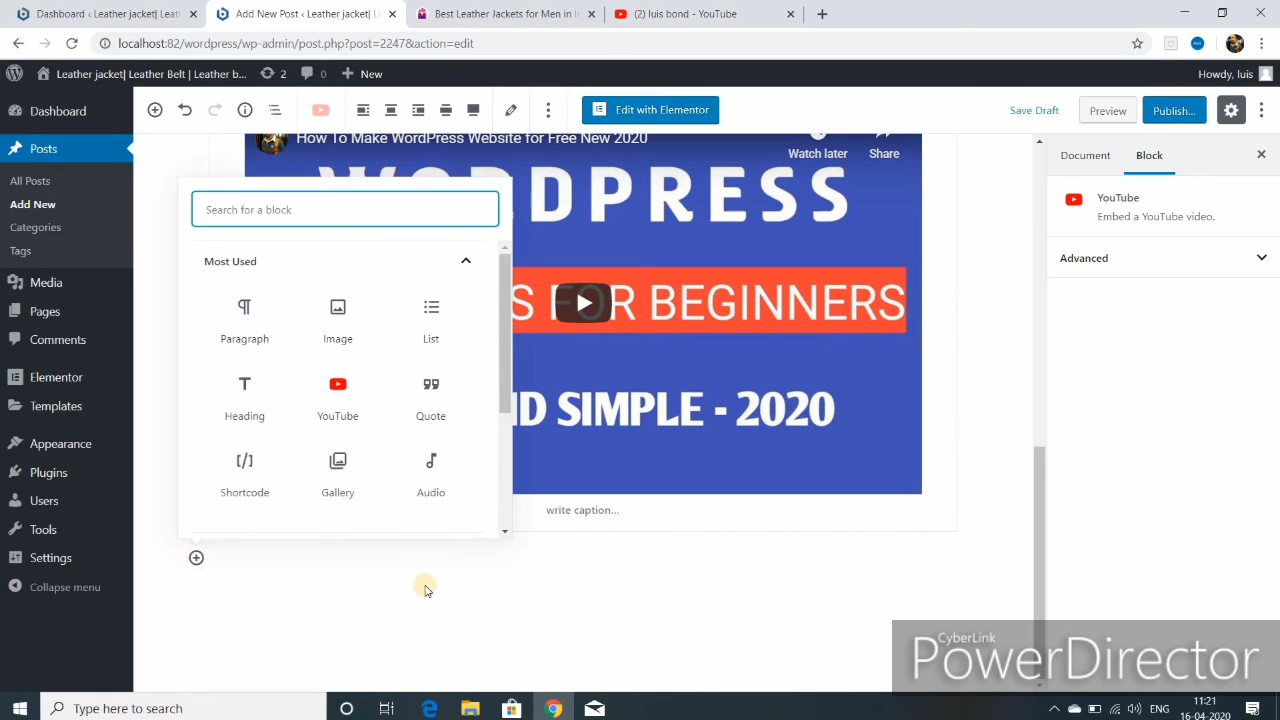 Dashboard ‹ Leather jacket| Leather
Add New Post ‹ Leather jacket| Le
Best Leather Jackets for Men in I
(2) luis bond - YouTube
localhost:82/wordpress/wp-admin/post.php?post=2247&action=edit
Leather jacket| Leather Belt | Leather b...
2
0
New
Howdy, luis
Dashboard
Posts
All Posts
Add New
Categories
Tags
Media
Pages
Comments
Elementor
Templates
Appearance
Plugins
Users
Tools
Settings
Collapse menu
Edit with Elementor
Save Draft
Preview
Publish...
How To Make WordPress Website for Free New 2020
Watch later
Share
WORDPRESS
S FOR BEGINNERS
D SIMPLE - 2020
write caption...
Search for a block
Most Used
Paragraph
Image
List
Heading
YouTube
Quote
Shortcode
Gallery
Audio
Document
Block
YouTube
Embed a YouTube video.
Advanced
CyberLink
PowerDirector
Type here to search
ENG
11:21
16-04-2020